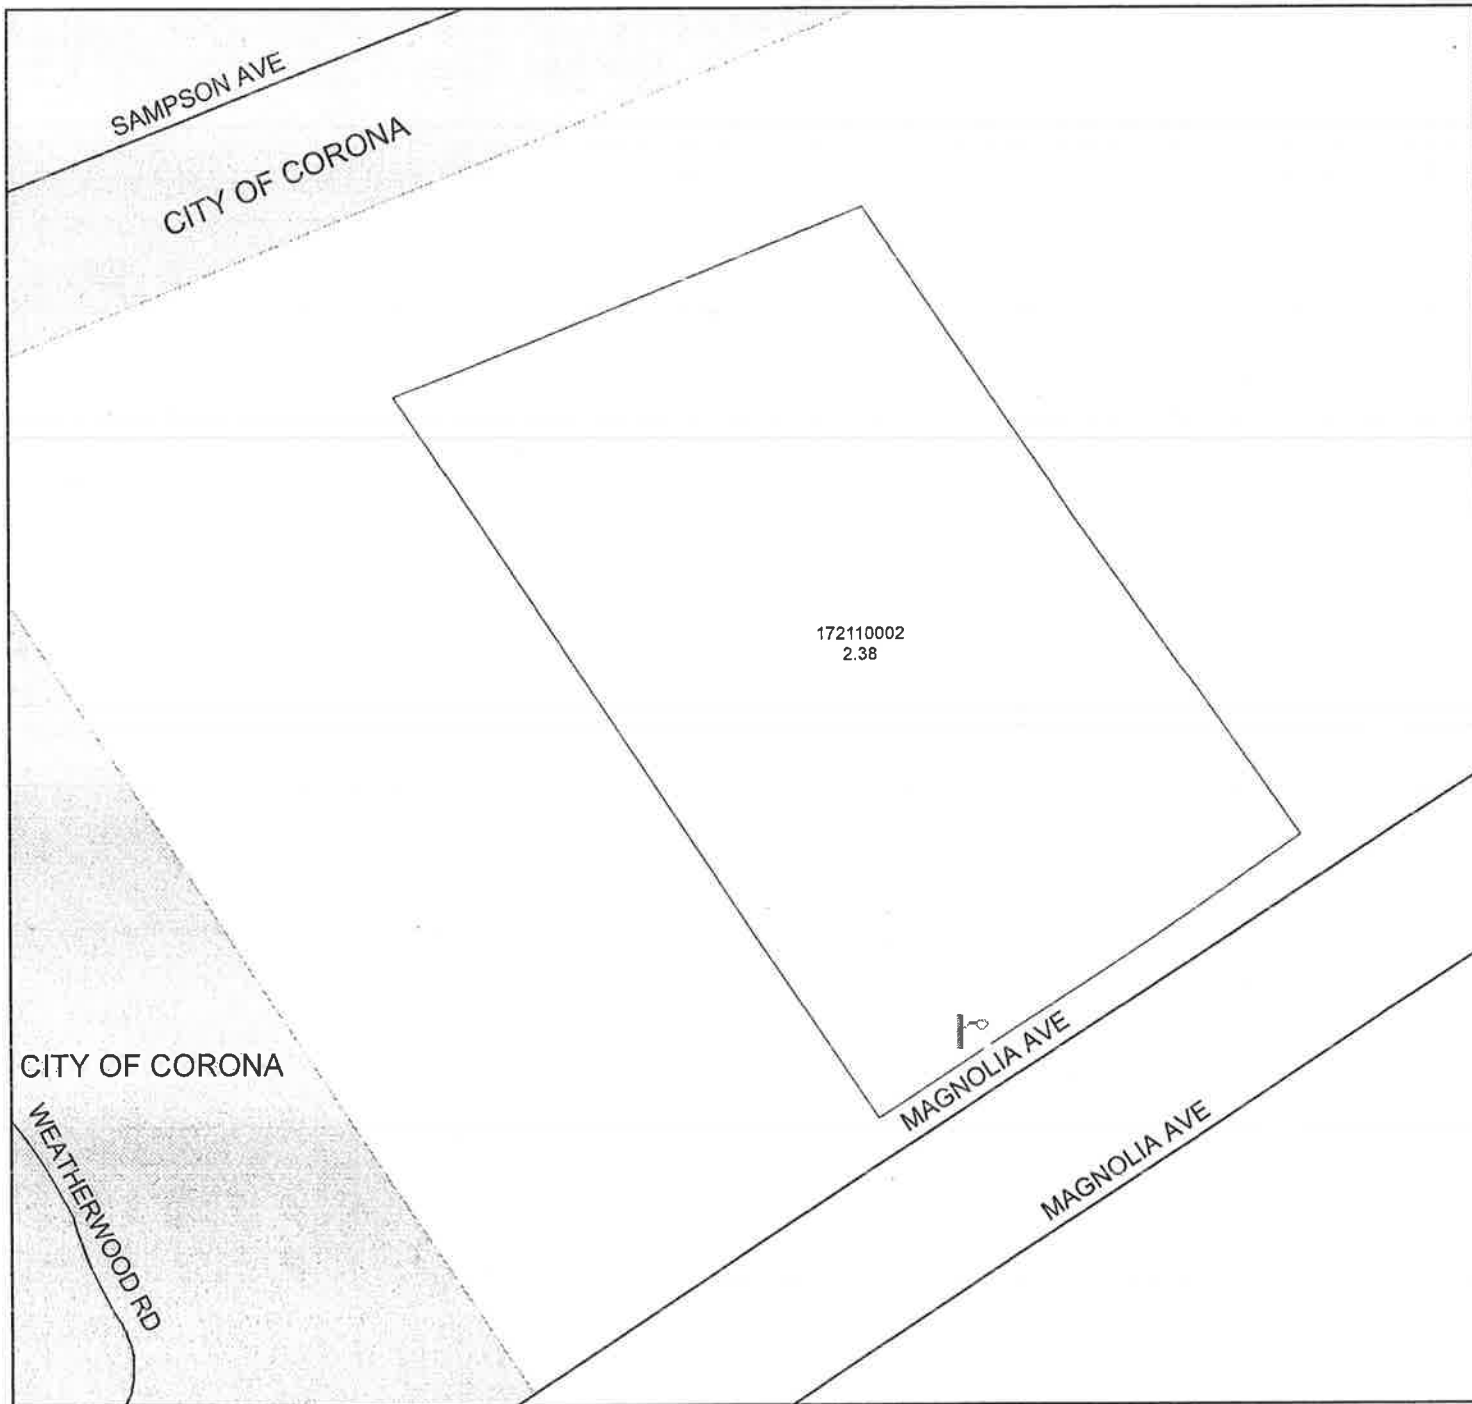 SAMPSON AVE
CITY OF CORONA
172110002
2.38
MAGNOLIA AVE
CITY OF CORONA
MAGNOLIA AVE
WEATHERWOOD RD